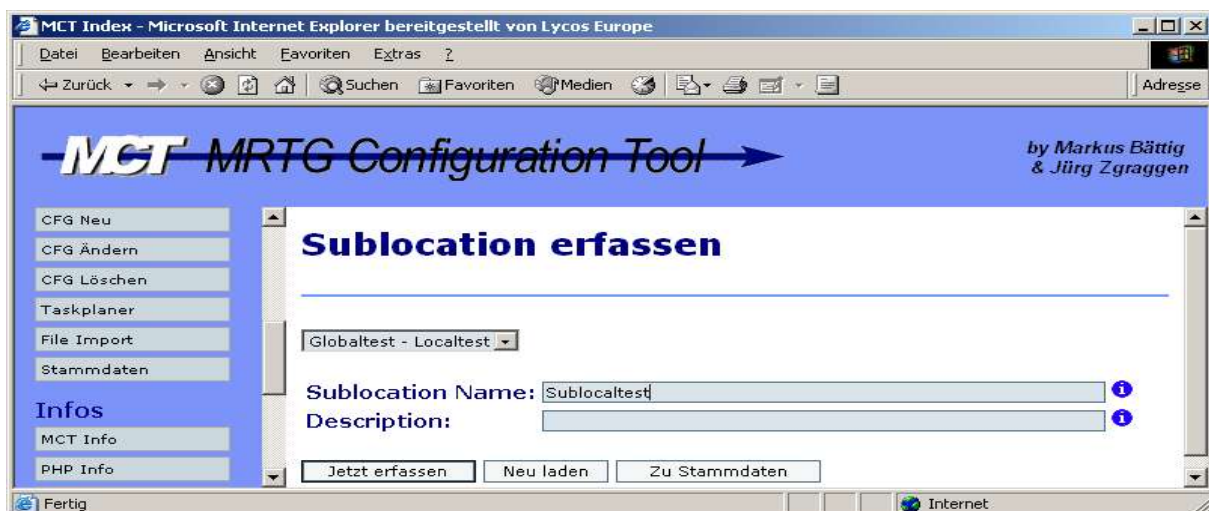 MCT Index - Microsoft Internet Explorer bereitgestellt von Lycos Europe
Datei Bearbeiten Ansicht Favoriten Extras ?
Zurück Suchen Favoriten Medien Adresse
MCT MRTG Configuration Tool
by Markus Bättig
& Jürg Zgraggen
CFG Neu
CFG Ändern
CFG Löschen
Taskplaner
File Import
Stammdaten
Infos
MCT Info
PHP Info
Sublocation erfassen
Globaltest - Localtest
Sublocation Name: Sublocaltest
Description:
Jetzt erfassen Neu laden Zu Stammdaten
Fertig Internet